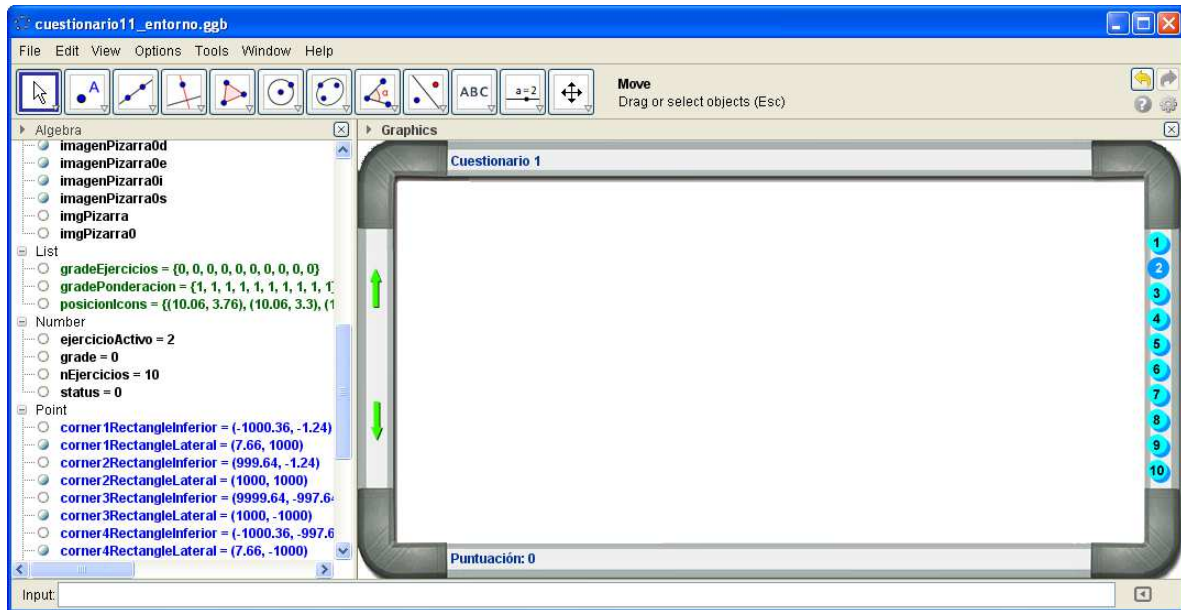 cuestionario11_entorno.ggb
File Edit View Options Tools Window Help
A
α
ABC
a=2
Move
Drag or select objects (Esc)
Algebra
Graphics
imagenPizarra0d
imagenPizarra0e
imagenPizarra0i
imagenPizarra0s
imgPizarra
imgPizarra0
List
gradeEjercicios = {0, 0, 0, 0, 0, 0, 0, 0, 0, 0}
gradePonderacion = {1, 1, 1, 1, 1, 1, 1, 1, 1, 1}
posicionIcons = {(10.06, 3.76), (10.06, 3.3), (1
Number
ejercicioActivo = 2
grade = 0
nEjercicios = 10
status = 0
Point
corner1RectangleInferior = (-1000.36, -1.24)
corner1RectangleLateral = (7.66, 1000)
corner2RectangleInferior = (999.64, -1.24)
corner2RectangleLateral = (1000, 1000)
corner3RectangleInferior = (9999.64, -997.64
corner3RectangleLateral = (1000, -1000)
corner4RectangleInferior = (-1000.36, -997.6
corner4RectangleLateral = (7.66, -1000)
Cuestionario 1
1
2
3
4
5
6
7
8
9
10
Puntuación: 0
Input: